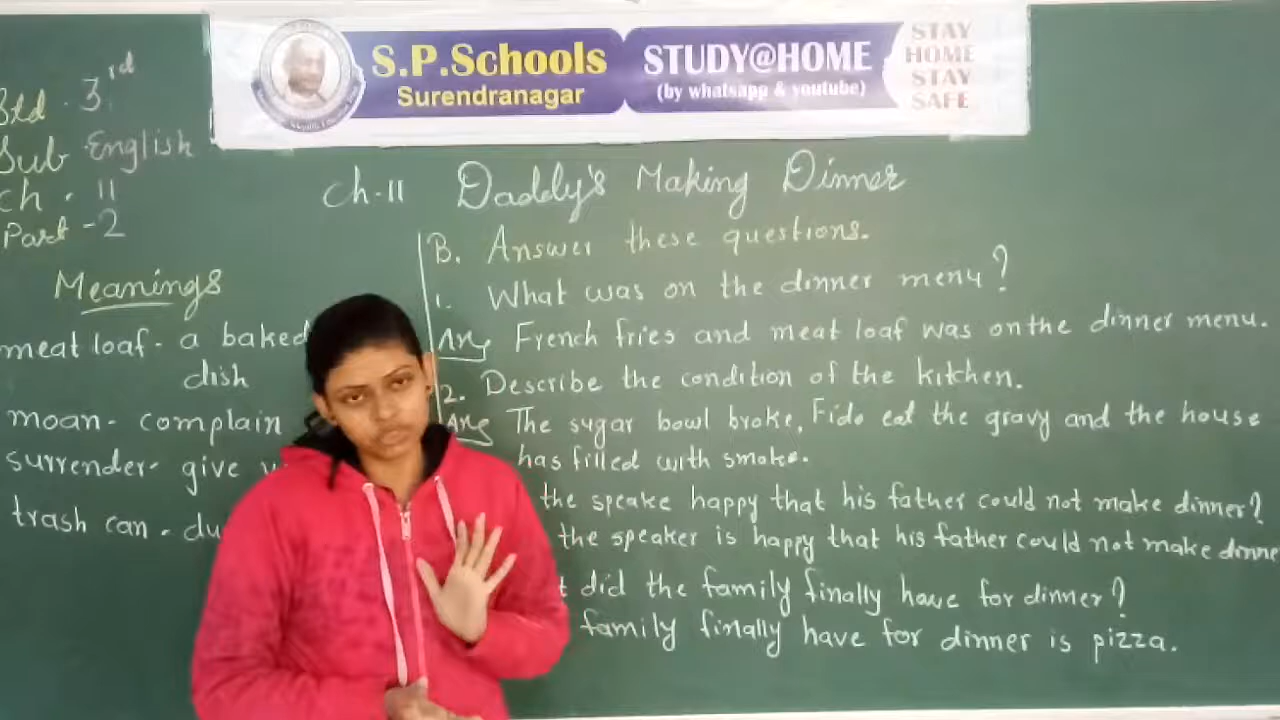 S.P.Schools
Surendranagar
STUDY@HOME
(by whatsapp & youtube)
STAY
HOME
STAY
SAFE
Std . 3rd
Sub English
Ch . 11
Part - 2
Meanings
meat loaf - a baked
dish
moan - complain
surrender - give
trash can - du
Ch - 11 Daddy's Making Dinner
B. Answer these questions.
1. What was on the dinner menu?
Ans French fries and meat loaf was on the dinner menu.
2. Describe the condition of the kitchen.
Ans The sugar bowl broke, Fido eat the gravy and the house
has filled with smoke.
the speake happy that his father could not make dinner?
the speaker is happy that his father could not make dinne
did the family finally have for dinner?
family finally have for dinner is pizza.